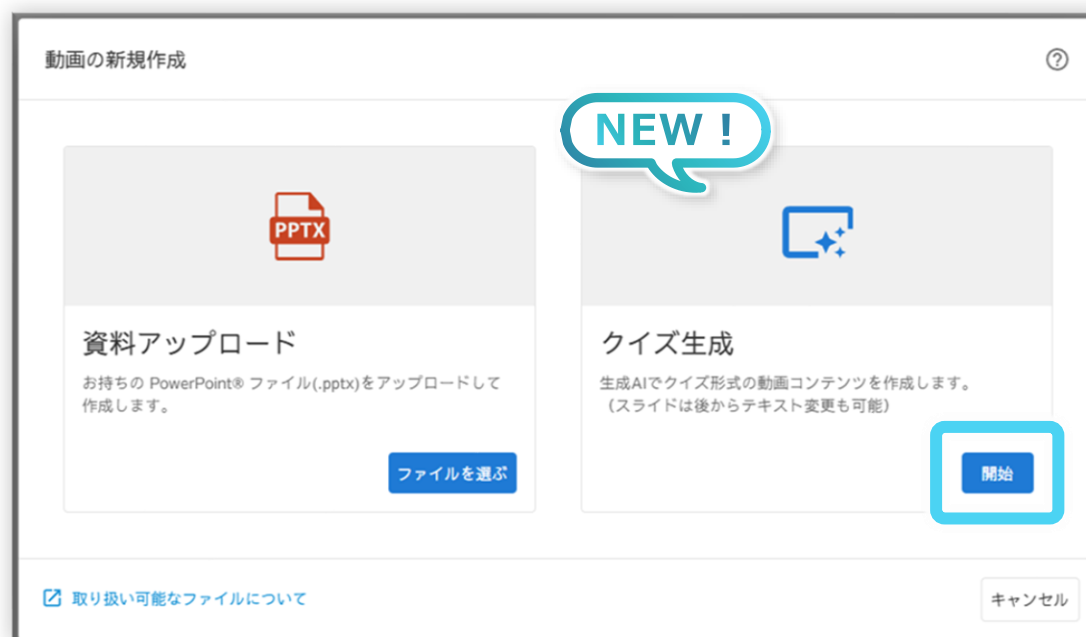 動画の新規作成
NEW !
PPTX
資料アップロード
お持ちの PowerPoint® ファイル(.pptx)をアップロードして
作成します。
ファイルを選ぶ
クイズ生成
生成AIでクイズ形式の動画コンテンツを作成します。
（スライドは後からテキスト変更も可能）
開始
取り扱い可能なファイルについて
キャンセル